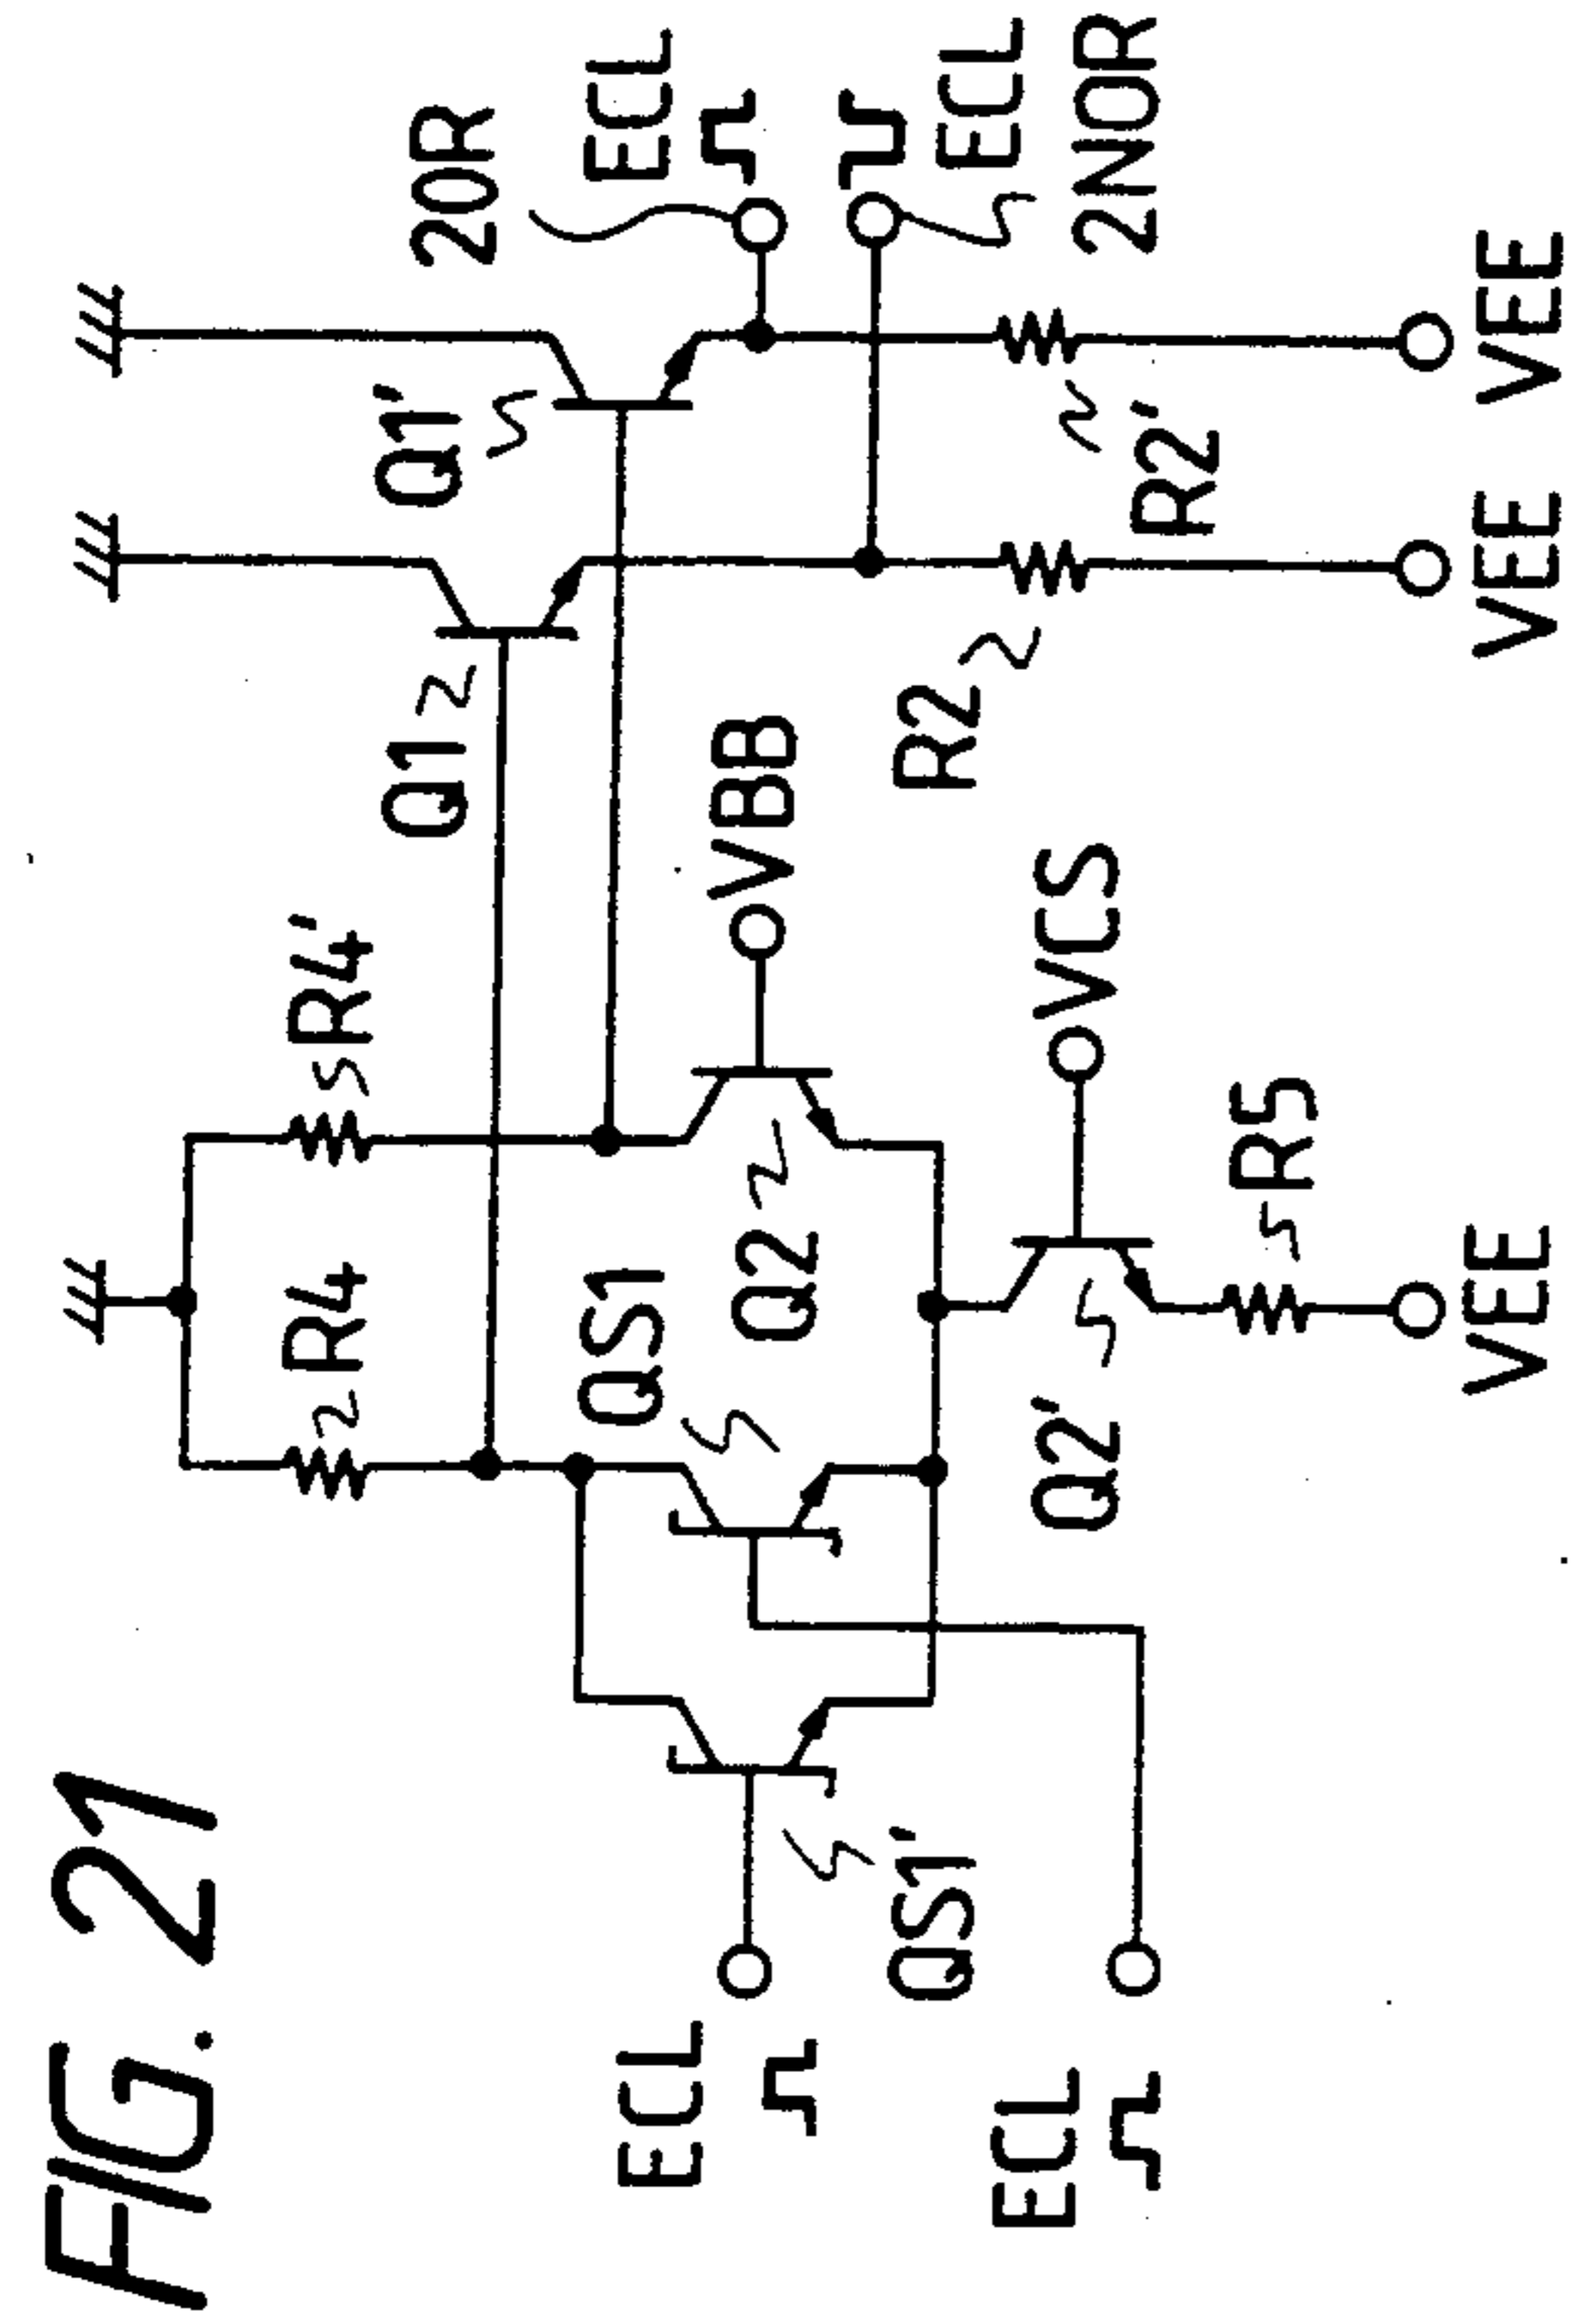 FIG. 21
ECL
ECL
QS1'
QS1
R4
R4'
Q2
VBB
Q2'
VCS
R5
VEE
Q1
Q1'
R2
R2'
VEE
VEE
2OR
ECL
ECL
2NOR